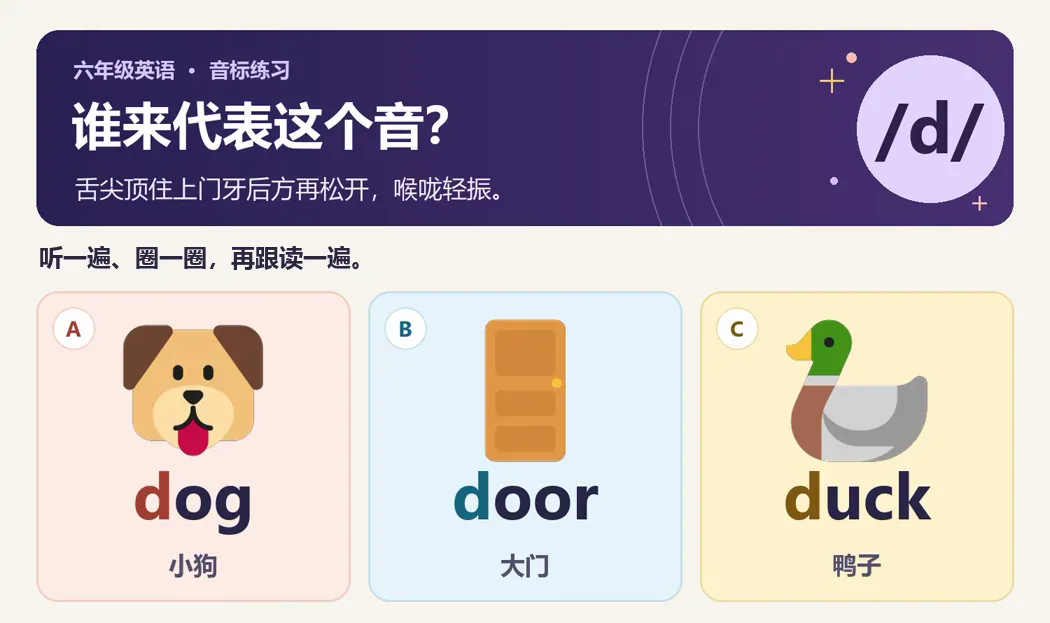 六年级英语 • 音标练习
谁来代表这个音？
/d/
舌尖顶住上门牙后方再松开，喉咙轻振。
听一遍、圈一圈，再跟读一遍。
A
B
C
dog
door
duck
小狗
大门
鸭子